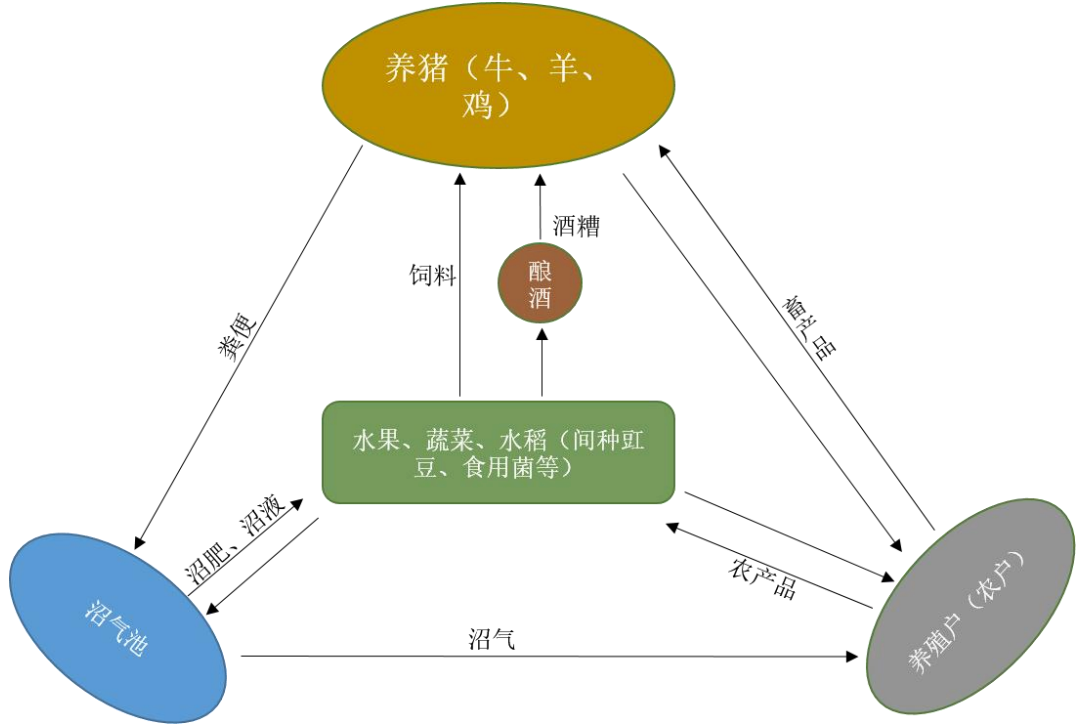 养猪（牛、羊、
鸡）
酒糟
酿
酒
饲料
畜产品
粪便
水果、蔬菜、水稻（间种豇
豆、食用菌等）
沼肥、沼液
农产品
沼气池
沼气
养殖户（农户）